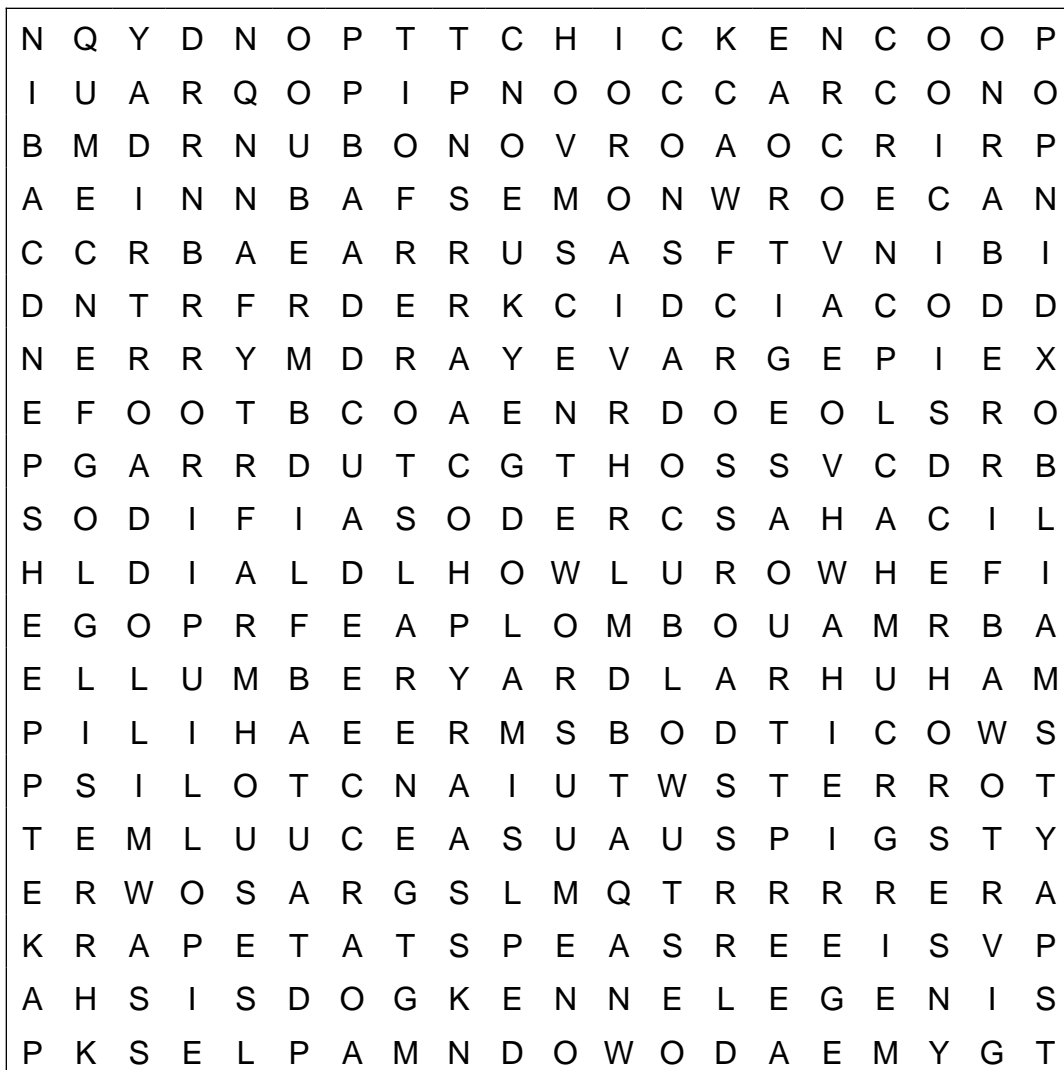 N Q Y D N O P T T C H I C K E N C O O P
I U A R Q O P I P N O O C C A R C O N O
B M D R N U B O N O V R O A O C R I R P
A E I N N B A F S E M O N W R O E C A N
C C R B A E A R R U S A S F T V N I B I
D N T R F R D E R K C I D C I A C O D D
N E R R Y M D R A Y E V A R G E P I E X
E F O O T B C O A E N R D O E O L S R O
P G A R R D U T C G T H O S S V C D R B
S O D I F I A S O D E R C S A H A C I L
H L D I A L D L H O W L U R O W H E F I
E G O P R F E A P L O M B O U A M R B A
E L L U M B E R Y A R D L A R H U H A M
P I L I H A E E R M S B O D T I C O W S
P S I L O T C N A I U T W S T E R R O T
T E M L U U C E A S U A U S P I G S T Y
E R W O S A R G S L M Q T R R R R E R A
K R A P E T A T S P E A S R E E I S V P
A H S I S D O G K E N N E L E G E N I S
P K S E L P A M N D O W O D A E M Y G T